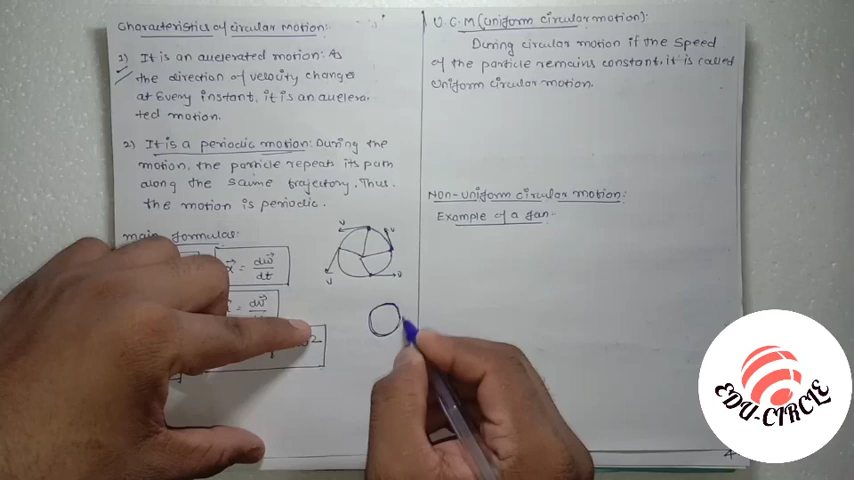 Characteristics of circular motion:
1) It is an accelerated motion: As
the direction of velocity changes
at Every instant, it is an accelera-
ted motion.
2) It is a periodic motion: During the
motion, the particle repeats its path
along the same trajectory. Thus.
the motion is periodic.
main formulas:
α = dω/dt
= dv/
2
v
v
v
v
U.C.M (Uniform circular motion):
During circular motion if the Speed
of the particle remains constant, it is called
Uniform circular motion.
Non-uniform circular motion:
Example of a fan-
EDU-CIRCLE
4